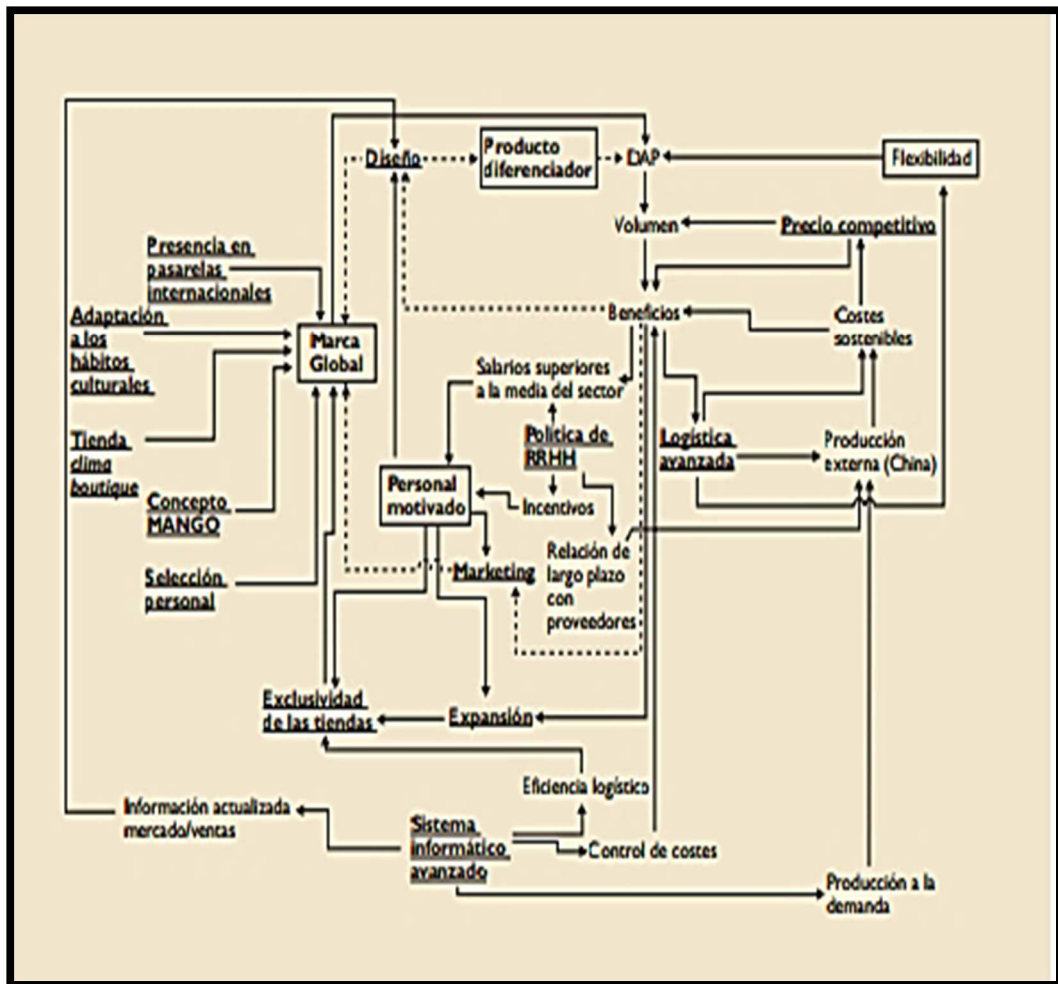 Diseño
Producto
diferenciador
DAP
Flexibilidad
Volumen
Precio competitivo
Presencia en
pasarelas
internacionales
Beneficios
Costes
sostenibles
Adaptación
a los
hábitos
culturales
Marca
Global
Salarios superiores
a la media del sector
Tienda
clima
boutique
Política de
RRHH
Logística
avanzada
Producción
externa (China)
Concepto
MANGO
Personal
motivado
Incentivos
Selección
personal
Marketing
Relación de
largo plazo
con
proveedores
Exclusividad
de las tiendas
Expansión
Eficiencia logístico
Información actualizada
mercado/ventas
Sistema
informático
avanzado
Control de costes
Producción a la
demanda